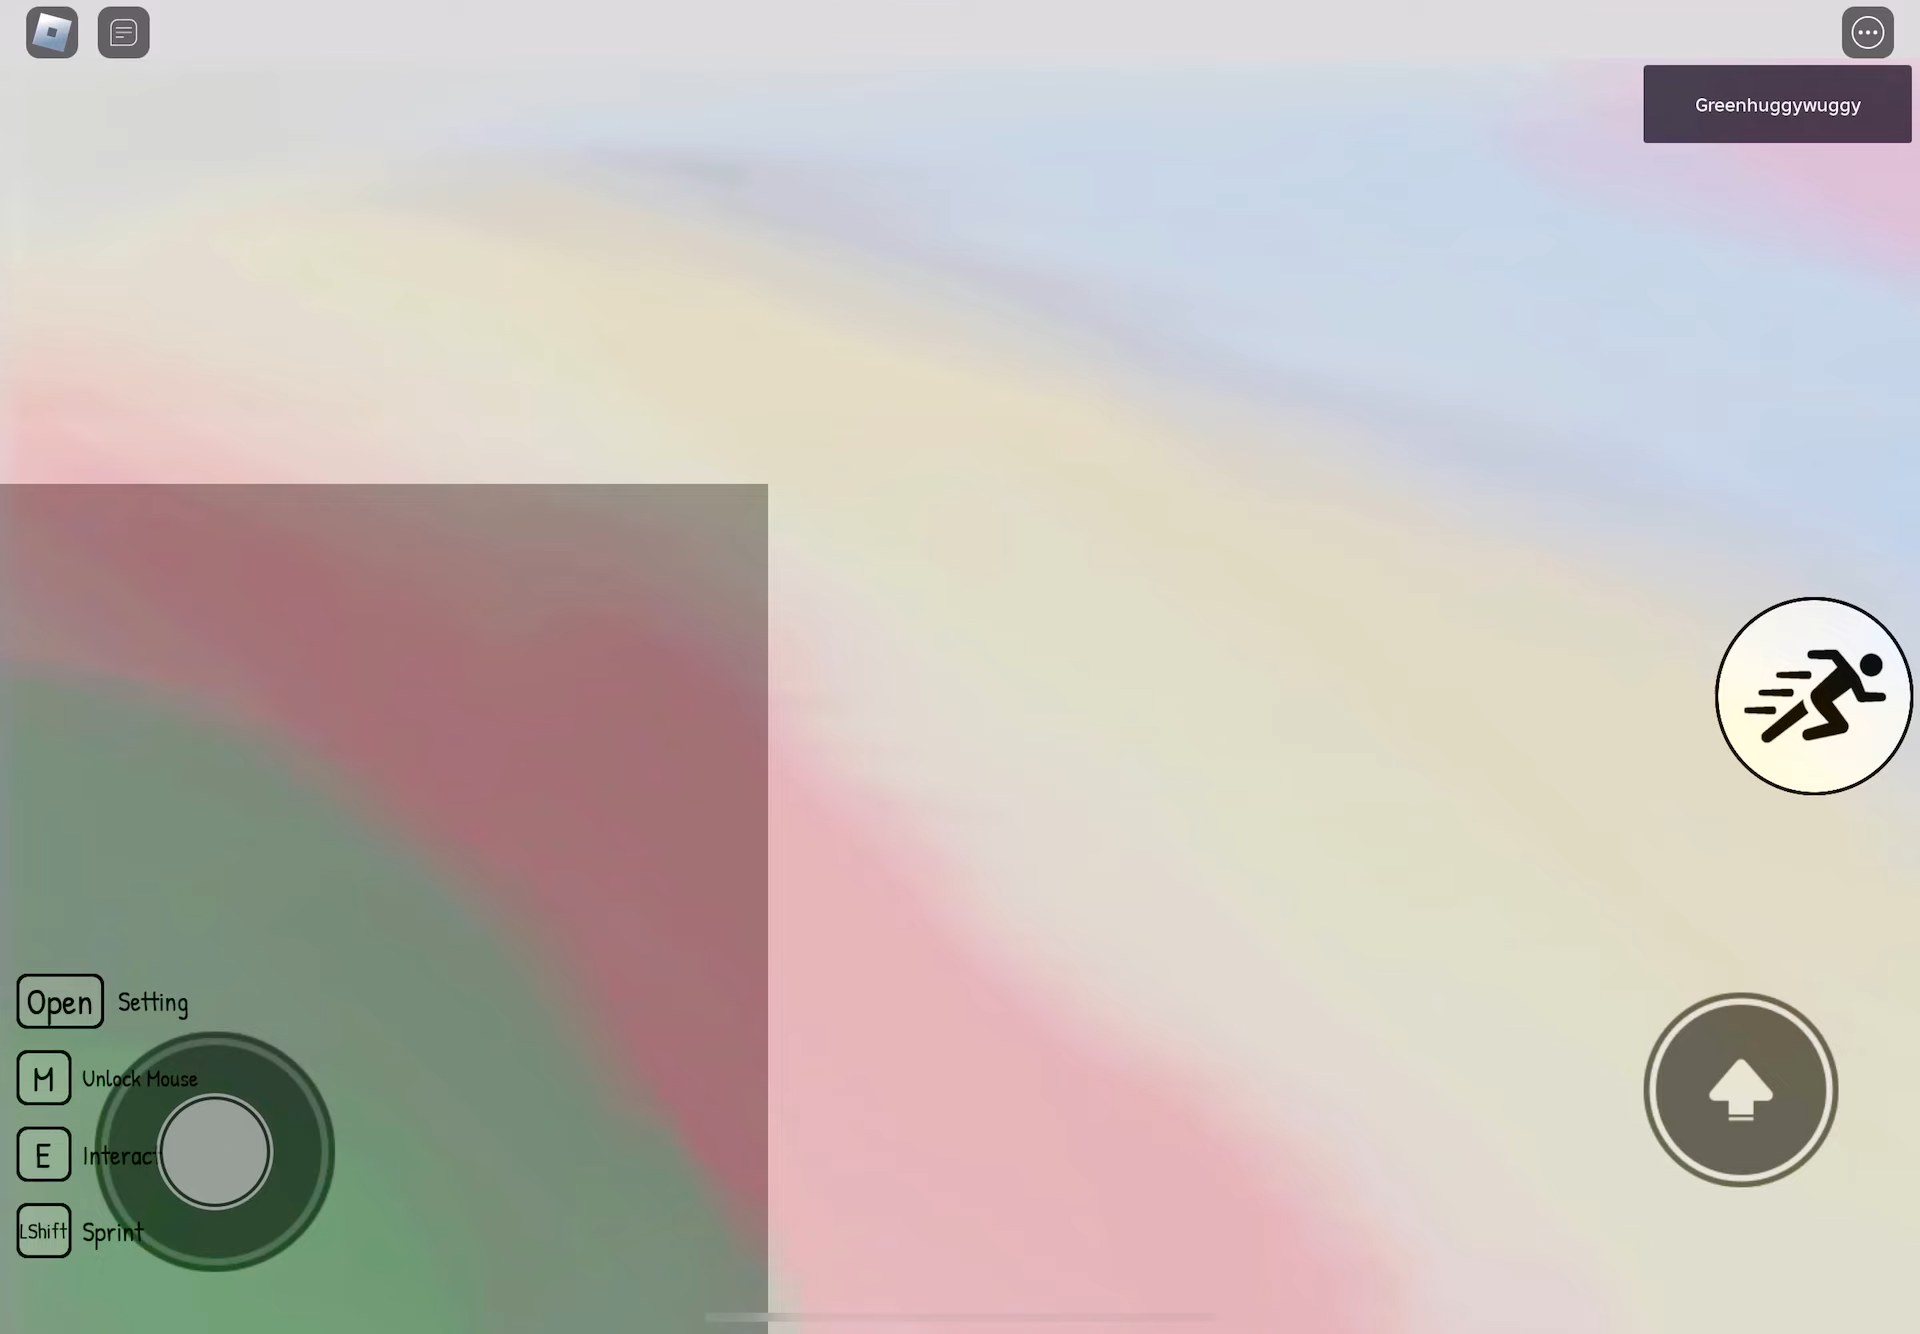 Greenhuggywuggy
Open Setting
M Unlock Mouse
E Interact
LShift Sprint